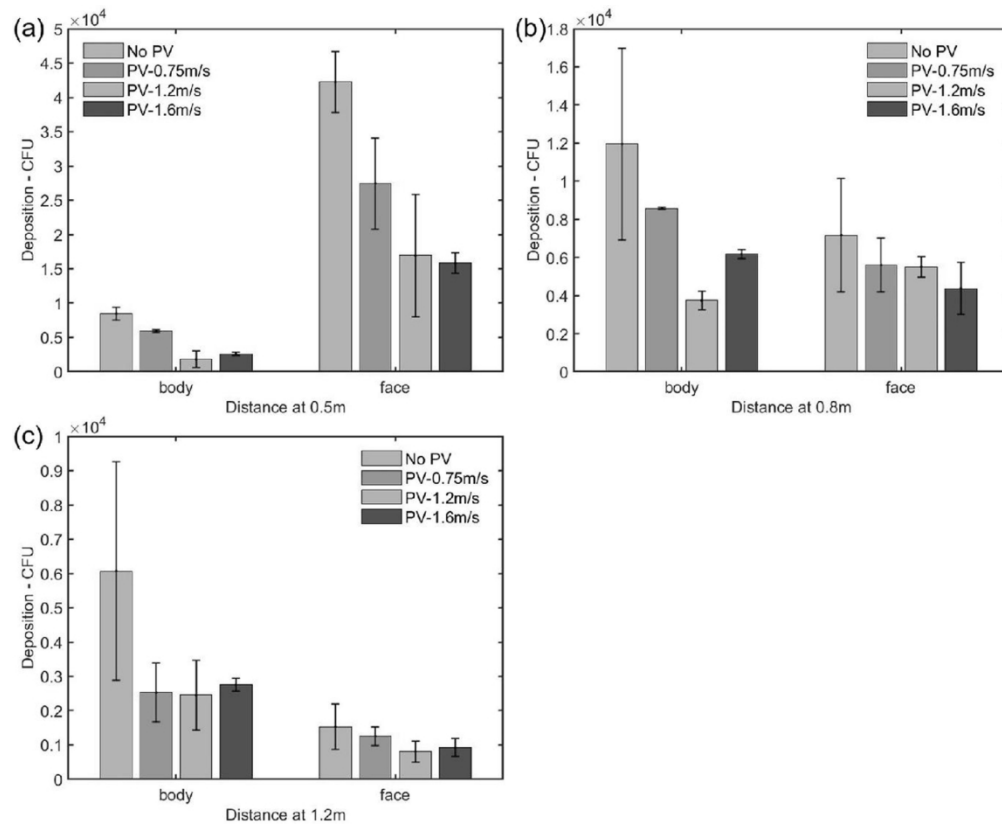 (a)
×10⁴
5
4.5
4
3.5
3
2.5
2
1.5
1
0.5
0
Deposition - CFU
No PV
PV-0.75m/s
PV-1.2m/s
PV-1.6m/s
body face
Distance at 0.5m
(b)
×10⁴
1.8
1.6
1.4
1.2
1
0.8
0.6
0.4
0.2
0
Deposition - CFU
No PV
PV-0.75m/s
PV-1.2m/s
PV-1.6m/s
body face
Distance at 0.8m
(c)
×10⁴
1
0.9
0.8
0.7
0.6
0.5
0.4
0.3
0.2
0.1
0
Deposition - CFU
No PV
PV-0.75m/s
PV-1.2m/s
PV-1.6m/s
body face
Distance at 1.2m